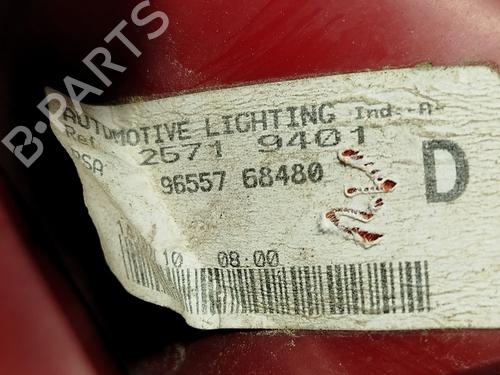 AUTOMOTIVE LIGHTING Ind.-A-
Ref. 2571 9401
PSA 96557 68480 D
10 08:00
B-PARTS